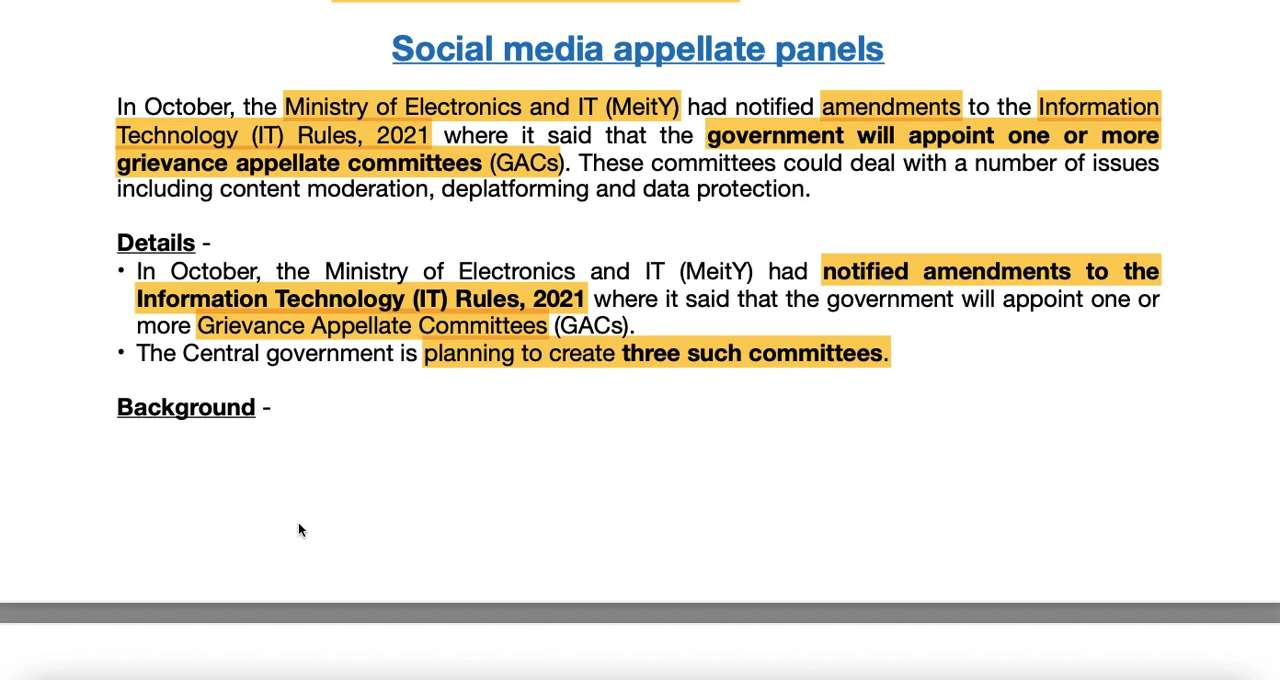 Social media appellate panels
In October, the Ministry of Electronics and IT (MeitY) had notified amendments to the Information
Technology (IT) Rules, 2021 where it said that the government will appoint one or more
grievance appellate committees (GACs). These committees could deal with a number of issues
including content moderation, deplatforming and data protection.
Details -
• In October, the Ministry of Electronics and IT (MeitY) had notified amendments to the
Information Technology (IT) Rules, 2021 where it said that the government will appoint one or
more Grievance Appellate Committees (GACs).
• The Central government is planning to create three such committees.
Background -